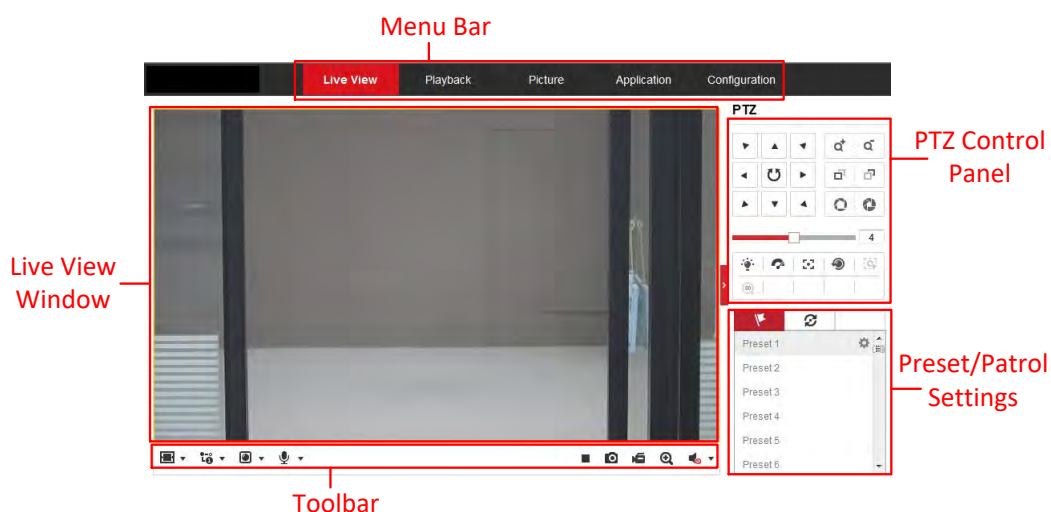 Menu Bar
Live View Playback Picture Application Configuration
PTZ
PTZ Control
Panel
4
Live View
Window
3D
Preset 1
Preset 2
Preset 3
Preset 4
Preset 5
Preset 6
Preset/Patrol
Settings
Toolbar